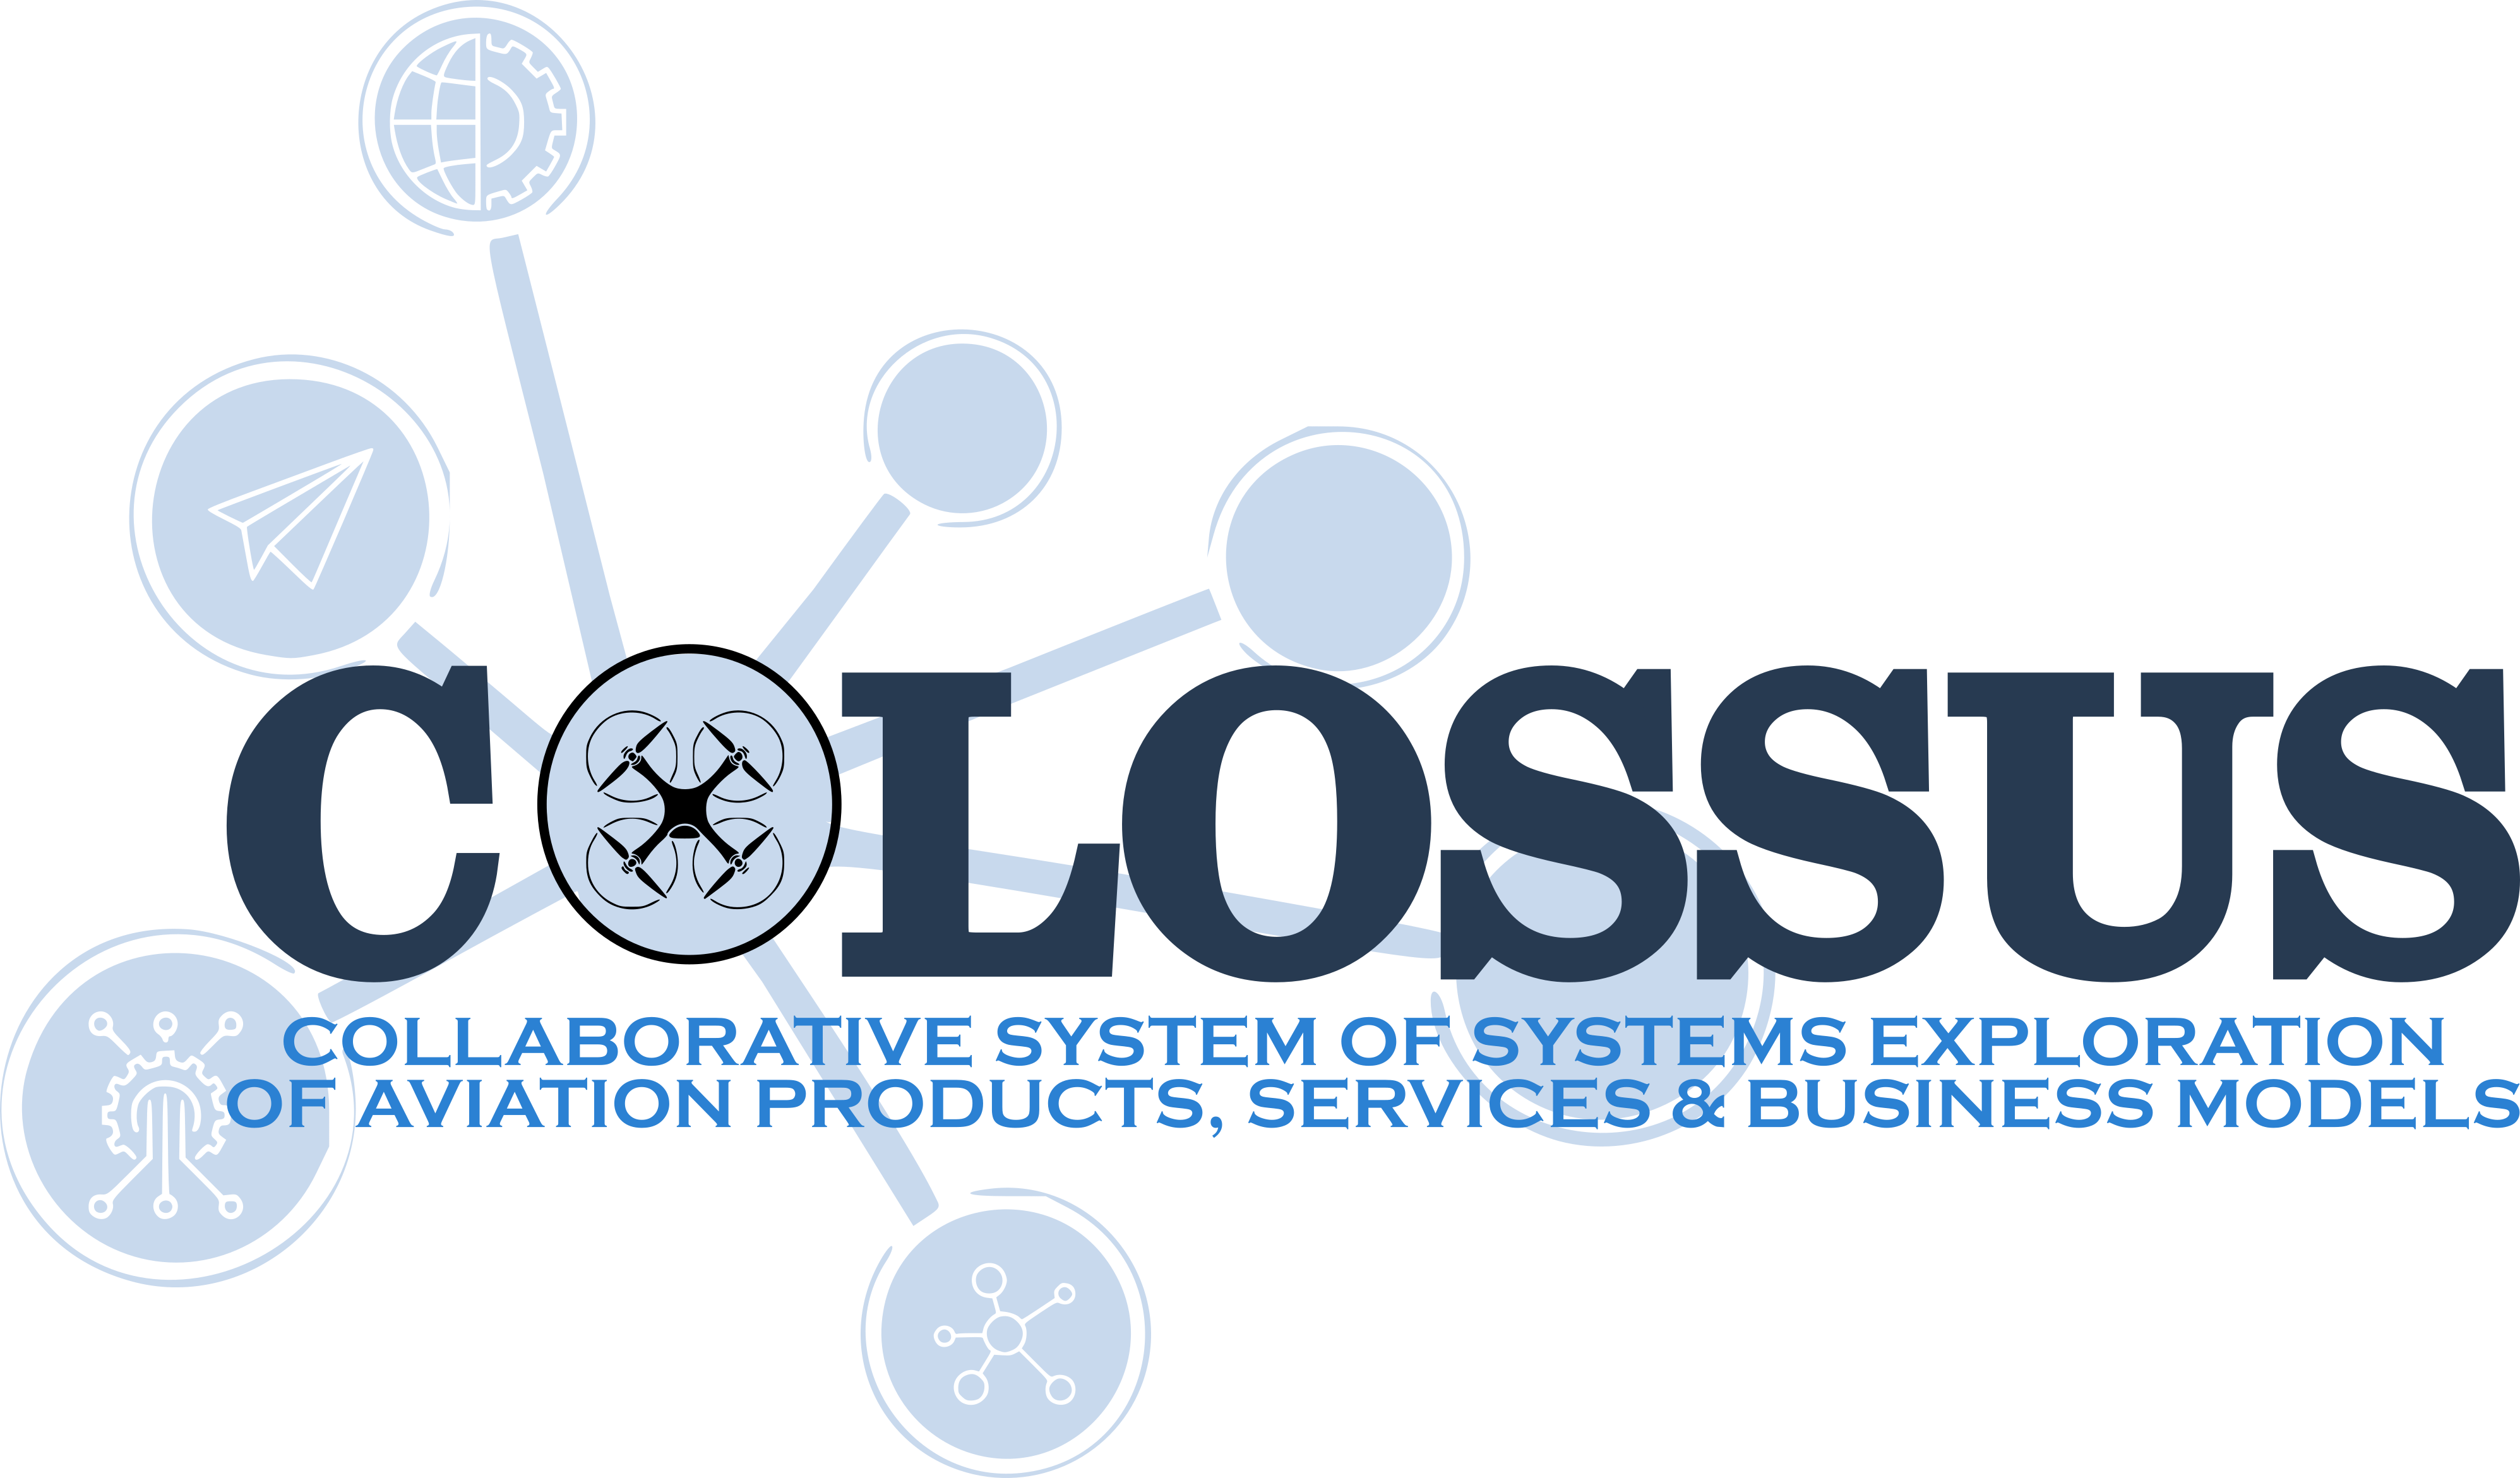 COLOSSUS
COLLABORATIVE SYSTEM OF SYSTEMS EXPLORATION
OF AVIATION PRODUCTS, SERVICES & BUSINESS MODELS